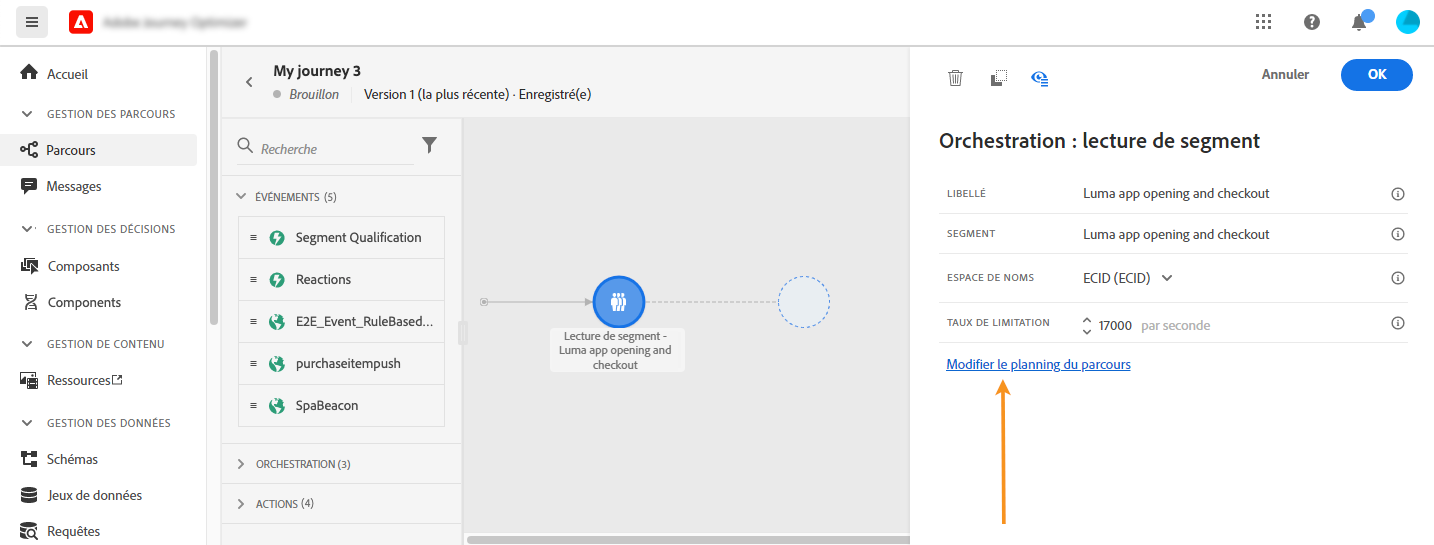 Accueil
GESTION DES PARCOURS
Parcours
Messages
GESTION DES DÉCISIONS
Composants
Components
GESTION DE CONTENU
Ressources
GESTION DES DONNÉES
Schémas
Jeux de données
Requêtes
My journey 3
Brouillon
Version 1 (la plus récente) · Enregistré(e)
Recherche
ÉVÉNEMENTS (5)
Segment Qualification
Reactions
E2E_Event_RuleBased...
purchaseitempush
SpaBeacon
ORCHESTRATION (3)
ACTIONS (4)
Lecture de segment -
Luma app opening and
checkout
Annuler
OK
Orchestration : lecture de segment
LIBELLÉ Luma app opening and checkout
SEGMENT Luma app opening and checkout
ESPACE DE NOMS ECID (ECID)
TAUX DE LIMITATION 17000 par seconde
Modifier le planning du parcours